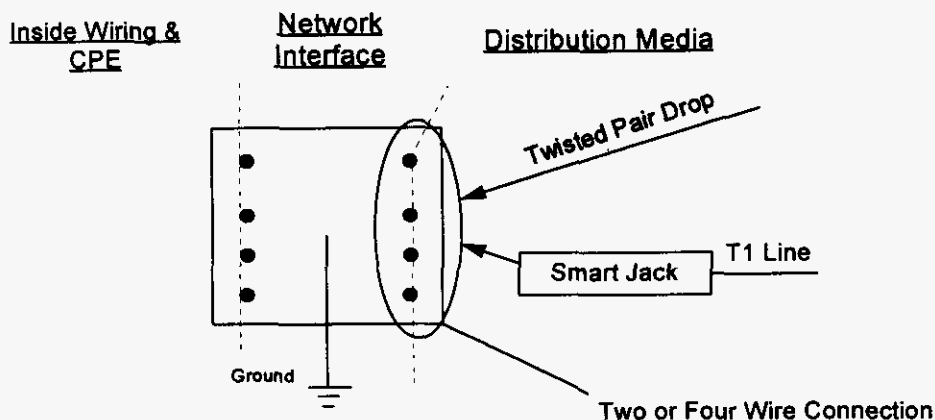 Inside Wiring &
CPE
Network
Interface
Distribution Media
Twisted Pair Drop
Smart Jack
T1 Line
Ground
Two or Four Wire Connection